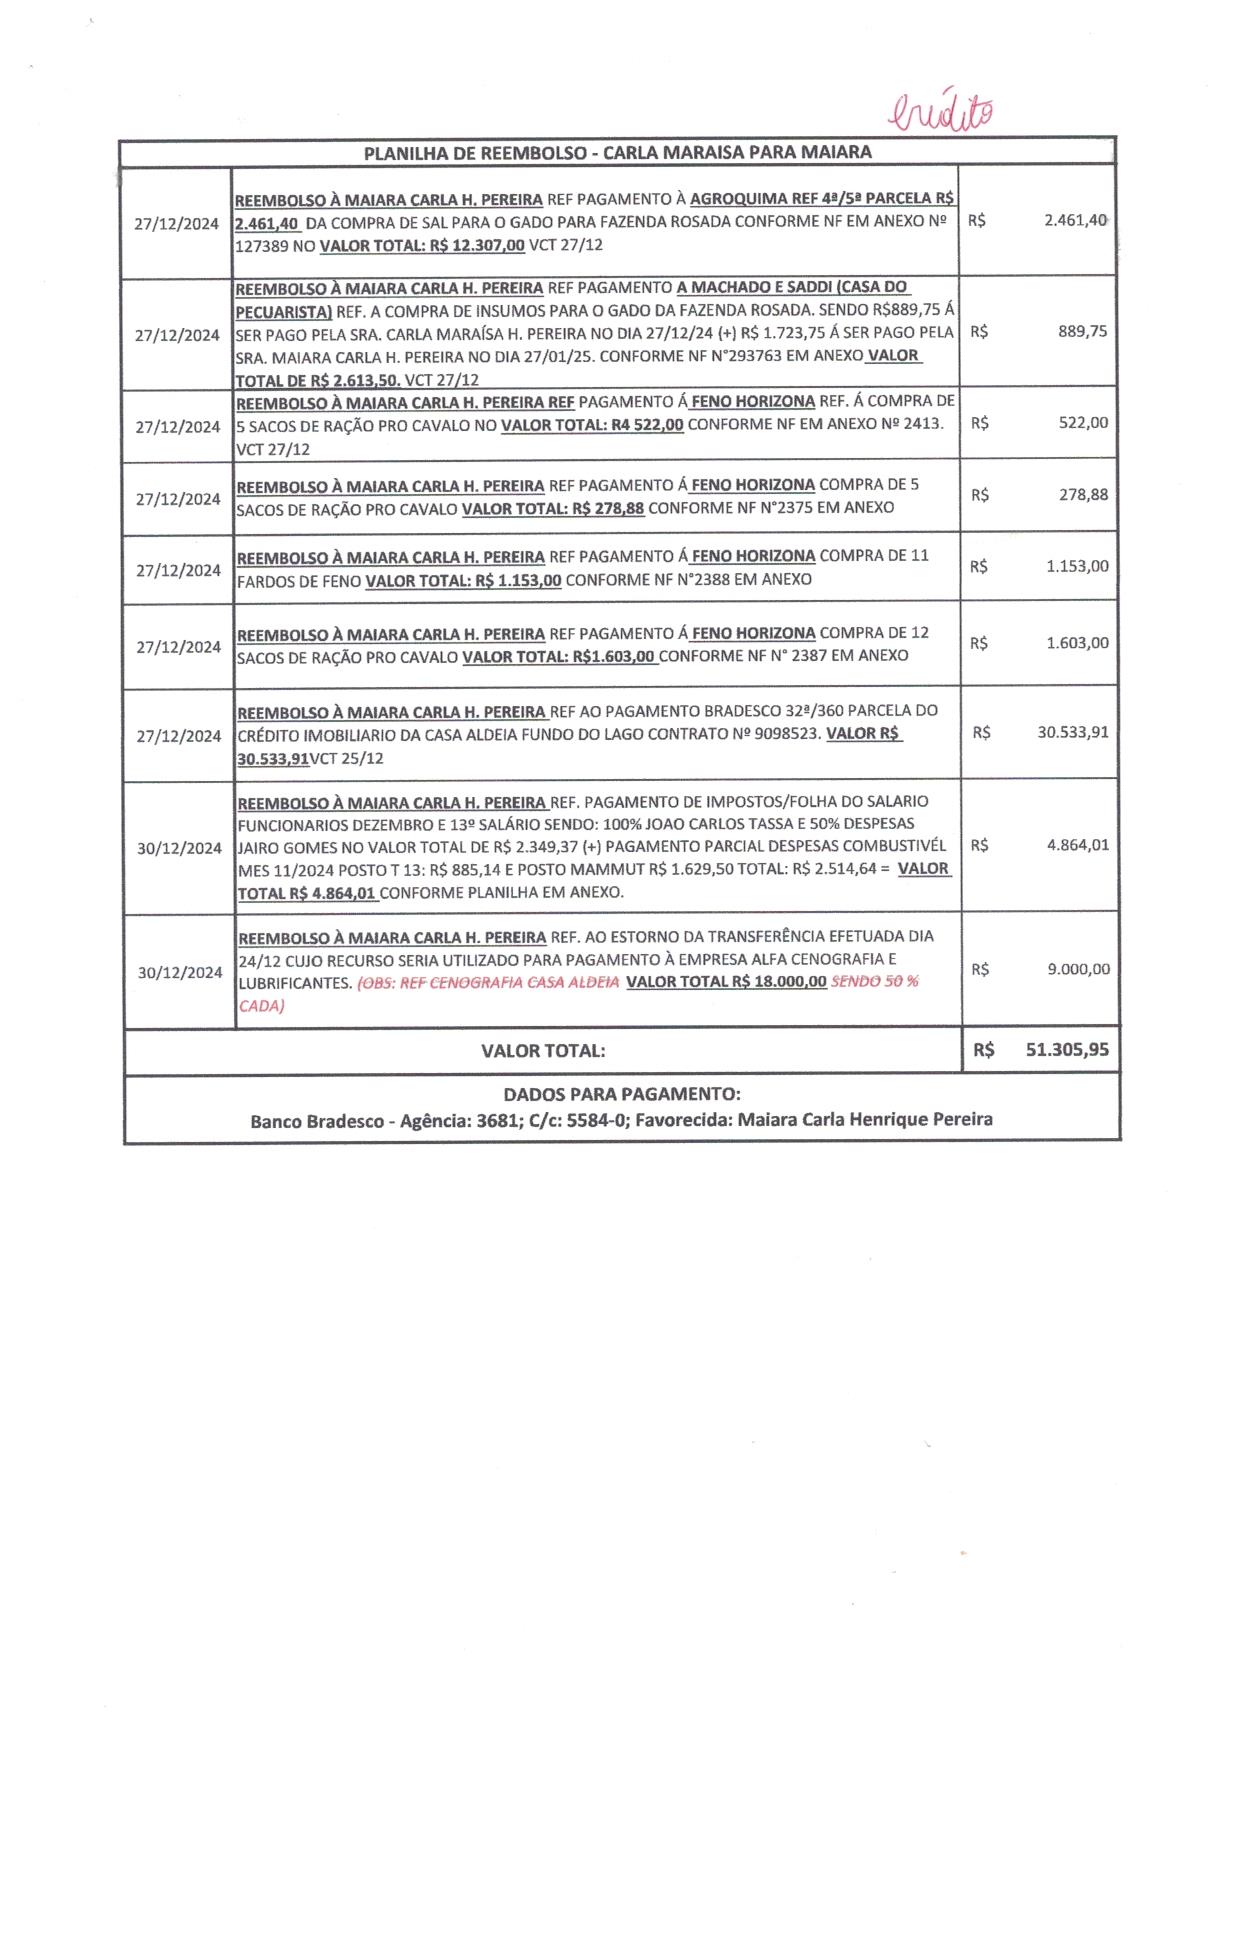 crédito
PLANILHA DE REEMBOLSO - CARLA MARAISA PARA MAIARA
27/12/2024
REEMBOLSO À MAIARA CARLA H. PEREIRA REF PAGAMENTO À AGROQUIMA REF 4ª/5ª PARCELA R$
2.461,40 DA COMPRA DE SAL PARA O GADO PARA FAZENDA ROSADA CONFORME NF EM ANEXO Nº
127389 NO VALOR TOTAL: R$ 12.307,00 VCT 27/12
R$ 2.461,40
27/12/2024
REEMBOLSO À MAIARA CARLA H. PEREIRA REF PAGAMENTO A MACHADO E SADDI (CASA DO
PECUARISTA) REF. A COMPRA DE INSUMOS PARA O GADO DA FAZENDA ROSADA. SENDO R$889,75 Á
SER PAGO PELA SRA. CARLA MARAÍSA H. PEREIRA NO DIA 27/12/24 (+) R$ 1.723,75 Á SER PAGO PELA
SRA. MAIARA CARLA H. PEREIRA NO DIA 27/01/25. CONFORME NF N°293763 EM ANEXO VALOR
TOTAL DE R$ 2.613,50. VCT 27/12
R$ 889,75
27/12/2024
REEMBOLSO À MAIARA CARLA H. PEREIRA REF PAGAMENTO Á FENO HORIZONA REF. Á COMPRA DE
5 SACOS DE RAÇÃO PRO CAVALO NO VALOR TOTAL: R4 522,00 CONFORME NF EM ANEXO Nº 2413.
VCT 27/12
R$ 522,00
27/12/2024
REEMBOLSO À MAIARA CARLA H. PEREIRA REF PAGAMENTO Á FENO HORIZONA COMPRA DE 5
SACOS DE RAÇÃO PRO CAVALO VALOR TOTAL: R$ 278,88 CONFORME NF N°2375 EM ANEXO
R$ 278,88
27/12/2024
REEMBOLSO À MAIARA CARLA H. PEREIRA REF PAGAMENTO Á FENO HORIZONA COMPRA DE 11
FARDOS DE FENO VALOR TOTAL: R$ 1.153,00 CONFORME NF N°2388 EM ANEXO
R$ 1.153,00
27/12/2024
REEMBOLSO À MAIARA CARLA H. PEREIRA REF PAGAMENTO Á FENO HORIZONA COMPRA DE 12
SACOS DE RAÇÃO PRO CAVALO VALOR TOTAL: R$1.603,00 CONFORME NF N° 2387 EM ANEXO
R$ 1.603,00
27/12/2024
REEMBOLSO À MAIARA CARLA H. PEREIRA REF AO PAGAMENTO BRADESCO 32ª/360 PARCELA DO
CRÉDITO IMOBILIARIO DA CASA ALDEIA FUNDO DO LAGO CONTRATO Nº 9098523. VALOR R$
30.533,91VCT 25/12
R$ 30.533,91
30/12/2024
REEMBOLSO À MAIARA CARLA H. PEREIRA REF. PAGAMENTO DE IMPOSTOS/FOLHA DO SALARIO
FUNCIONARIOS DEZEMBRO E 13º SALÁRIO SENDO: 100% JOAO CARLOS TASSA E 50% DESPESAS
JAIRO GOMES NO VALOR TOTAL DE R$ 2.349,37 (+) PAGAMENTO PARCIAL DESPESAS COMBUSTIVÉL
MES 11/2024 POSTO T 13: R$ 885,14 E POSTO MAMMUT R$ 1.629,50 TOTAL: R$ 2.514,64 = VALOR
TOTAL R$ 4.864,01 CONFORME PLANILHA EM ANEXO.
R$ 4.864,01
30/12/2024
REEMBOLSO À MAIARA CARLA H. PEREIRA REF. AO ESTORNO DA TRANSFERÊNCIA EFETUADA DIA
24/12 CUJO RECURSO SERIA UTILIZADO PARA PAGAMENTO À EMPRESA ALFA CENOGRAFIA E
LUBRIFICANTES. (OBS: REF CENOGRAFIA CASA ALDEIA VALOR TOTAL R$ 18.000,00 SENDO 50 %
CADA)
R$ 9.000,00
VALOR TOTAL: R$ 51.305,95
DADOS PARA PAGAMENTO:
Banco Bradesco - Agência: 3681; C/c: 5584-0; Favorecida: Maiara Carla Henrique Pereira